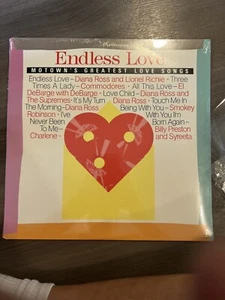 Endless Love
MOTOWN'S GREATEST LOVE SONGS
Endless Love – Diana Ross and Lionel Richie • Three
Times A Lady – Commodores • All This Love – El
DeBarge with DeBarge • Love Child – Diana Ross and
The Supremes • It's My Turn – Diana Ross • Touch Me In
The Morning – Diana Ross • Being With You – Smokey
Robinson • I've
Never Been
To Me –
Charlene •
With You I'm
Born Again –
Billy Preston
and Syreeta